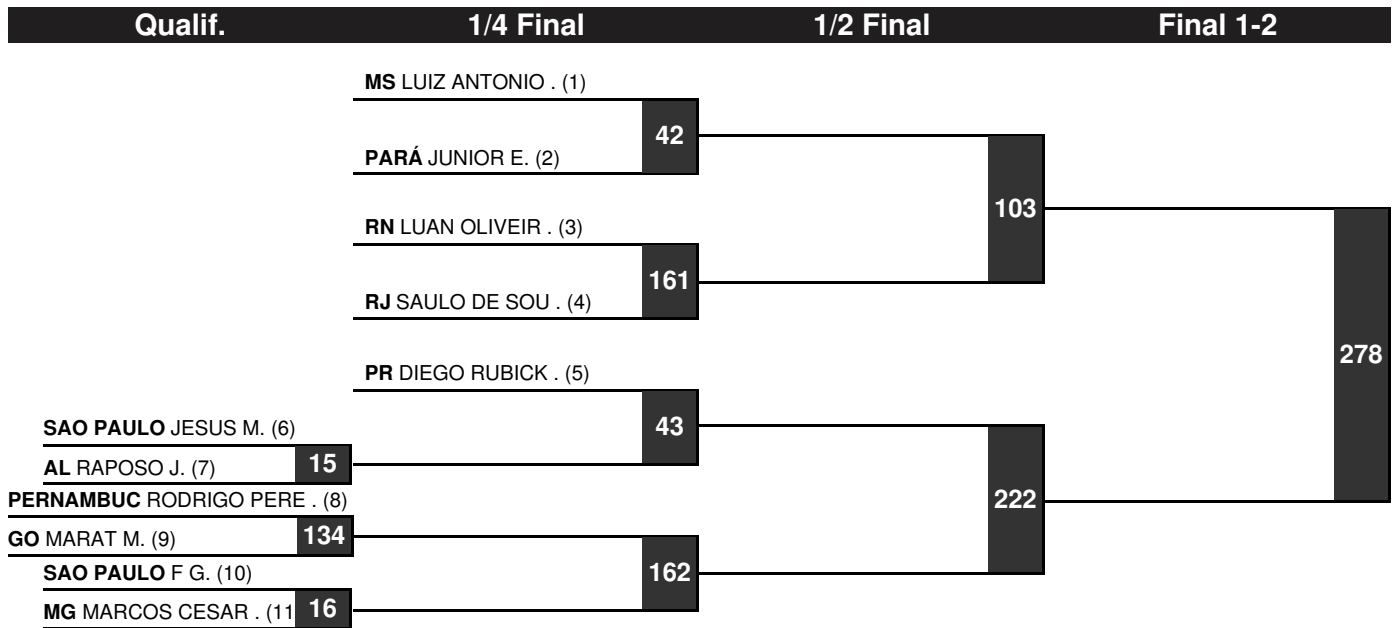 Qualif. 1/4 Final 1/2 Final Final 1-2
MS LUIZ ANTONIO . (1)
42
PARÁ JUNIOR E. (2)
103
RN LUAN OLIVEIR . (3)
161
RJ SAULO DE SOU . (4)
278
PR DIEGO RUBICK . (5)
SAO PAULO JESUS M. (6)
43
AL RAPOSO J. (7) 15
PERNAMBUC RODRIGO PERE . (8)
222
GO MARAT M. (9) 134
SAO PAULO F G. (10)
162
MG MARCOS CESAR . (11 16